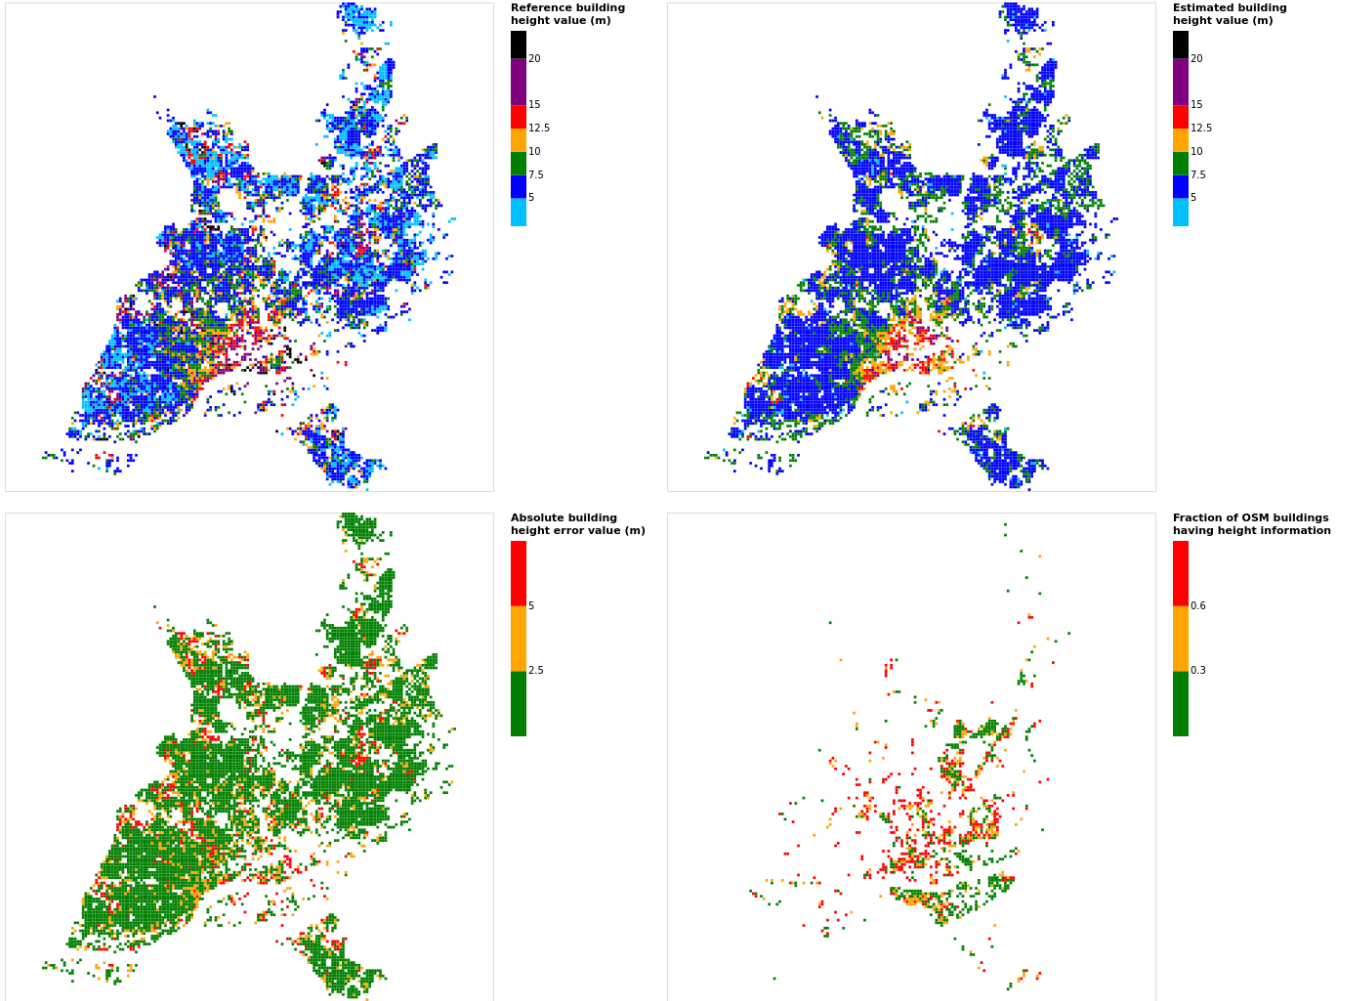 Reference building
height value (m)
20
15
12.5
10
7.5
5
Estimated building
height value (m)
20
15
12.5
10
7.5
5
Absolute building
height error value (m)
5
2.5
Fraction of OSM buildings
having height information
0.6
0.3